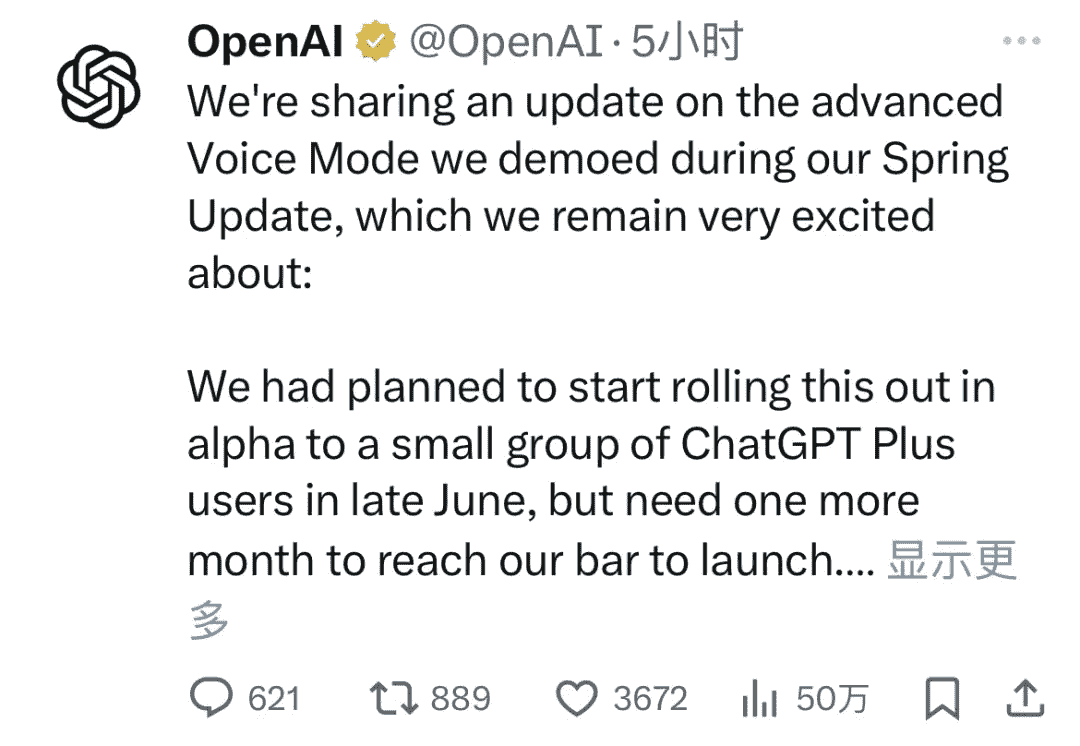 OpenAI @OpenAI · 5小时
We're sharing an update on the advanced
Voice Mode we demoed during our Spring
Update, which we remain very excited
about:
We had planned to start rolling this out in
alpha to a small group of ChatGPT Plus
users in late June, but need one more
month to reach our bar to launch.... 显示更
多
621 889 3672 50万